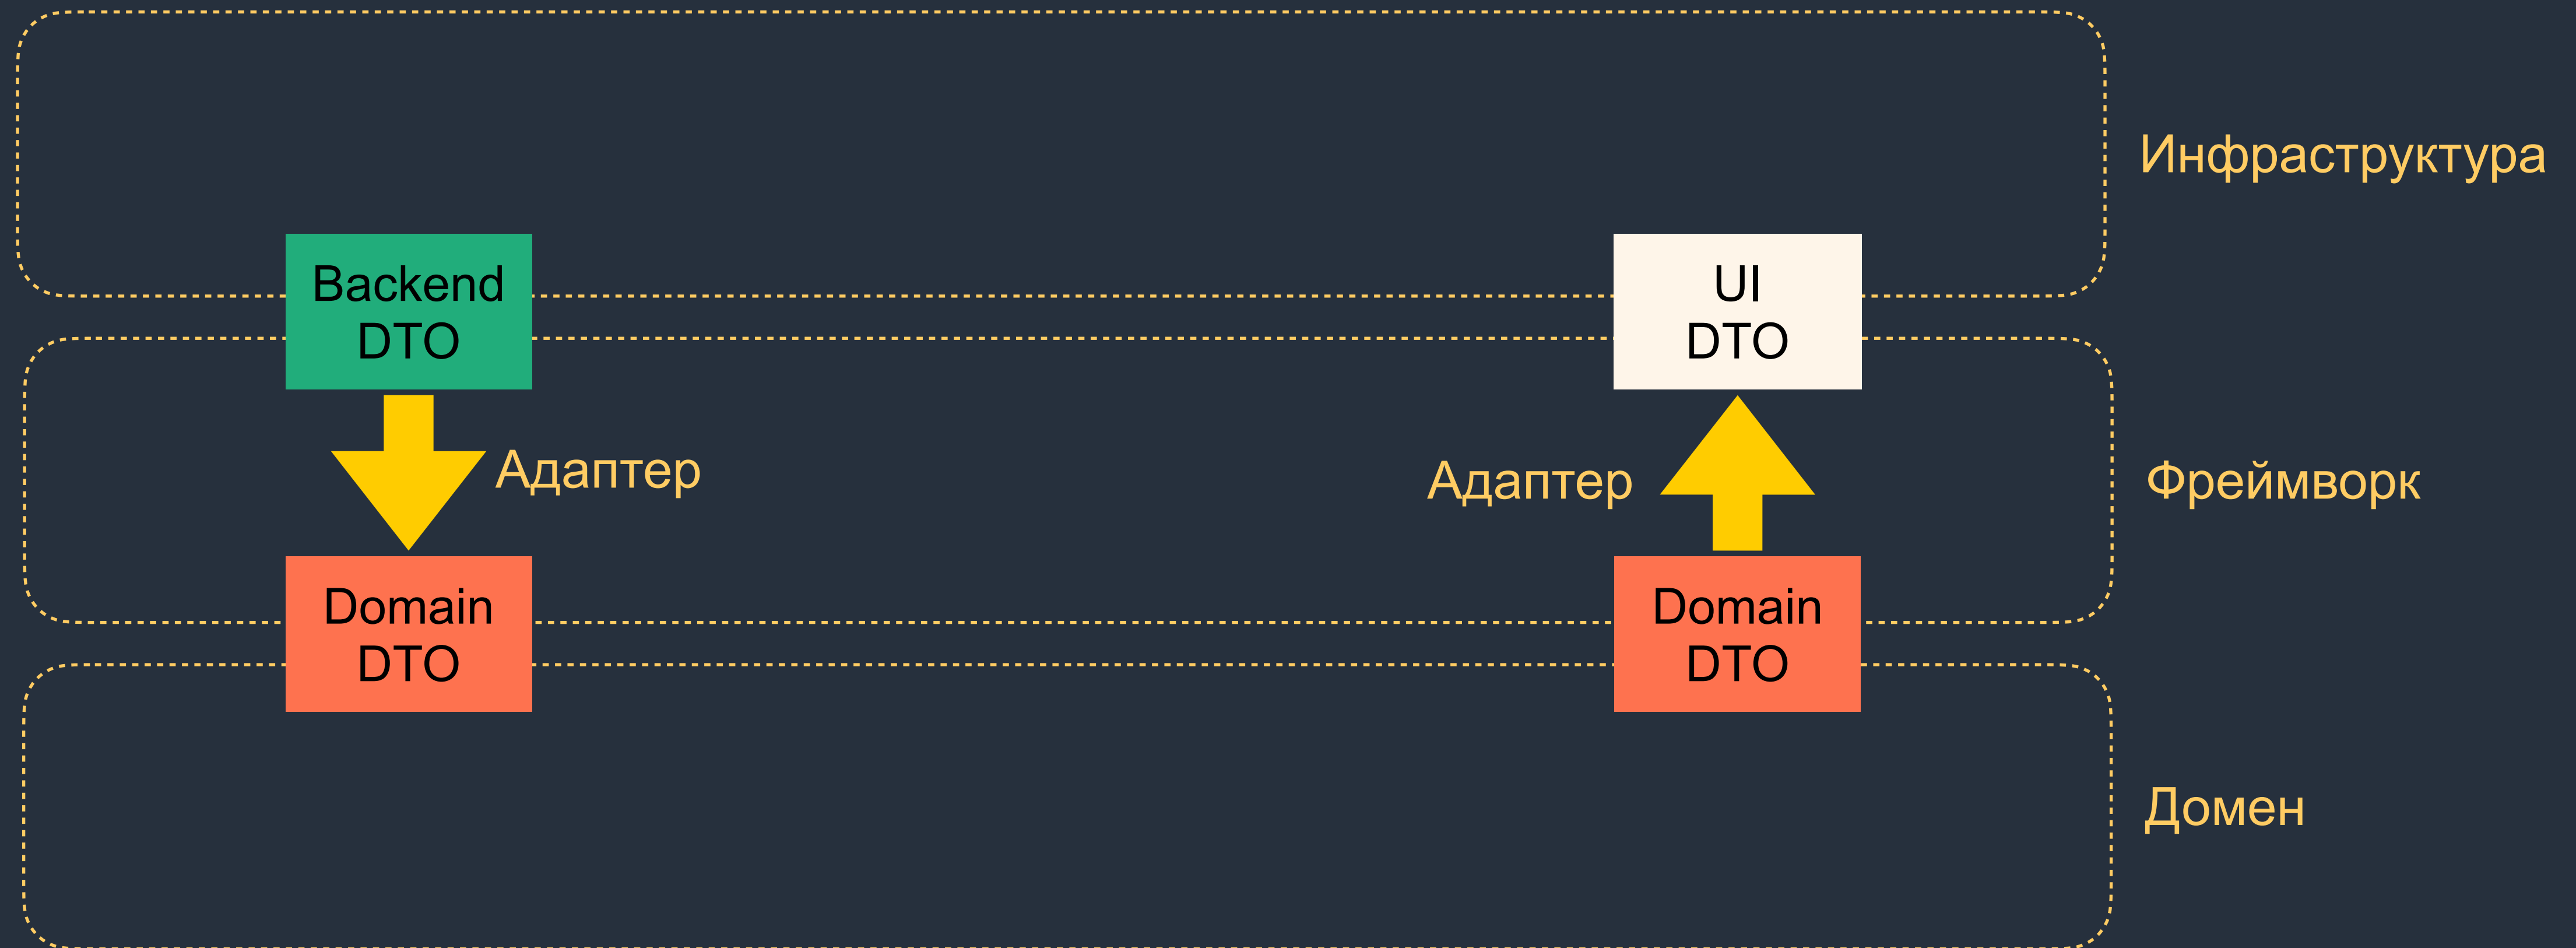 Инфраструктура
Backend
DTO
UI
DTO
Адаптер
Адаптер
Фреймворк
Domain
DTO
Domain
DTO
Домен